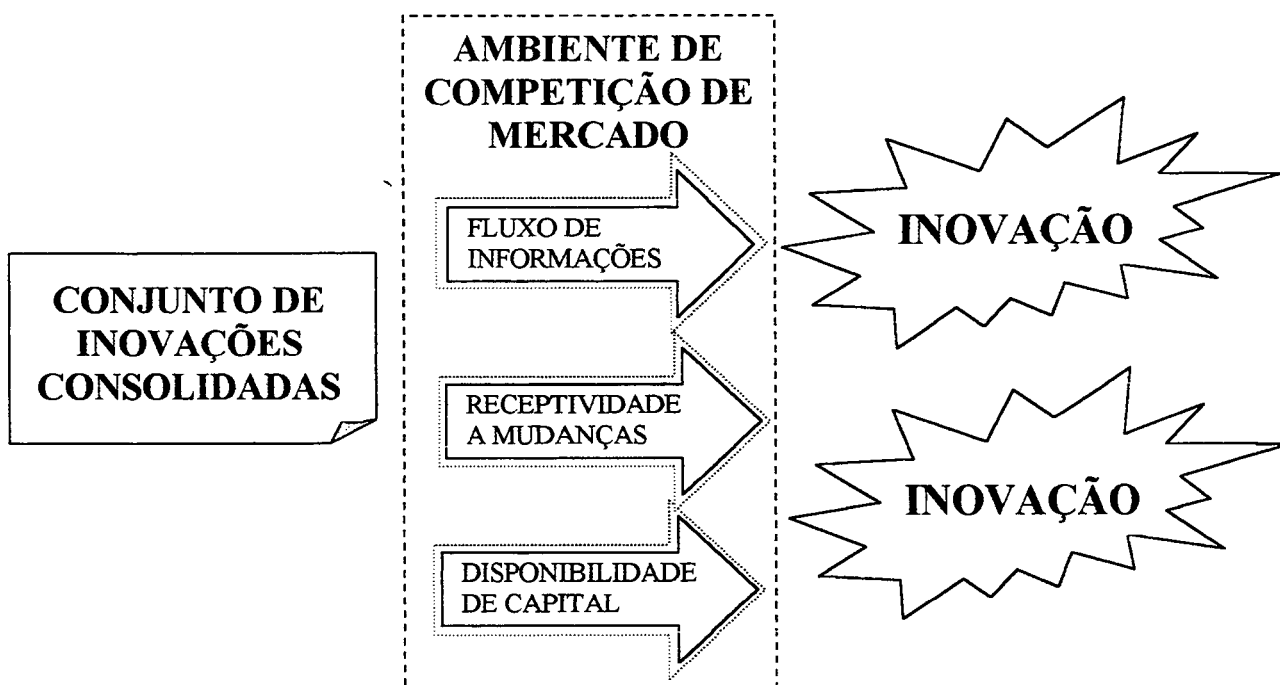 AMBIENTE DE
COMPETIÇÃO DE
MERCADO
CONJUNTO DE
INOVAÇÕES
CONSOLIDADAS
FLUXO DE
INFORMAÇÕES
RECEPTIVIDADE
A MUDANÇAS
DISPONIBILIDADE
DE CAPITAL
INOVAÇÃO
INOVAÇÃO